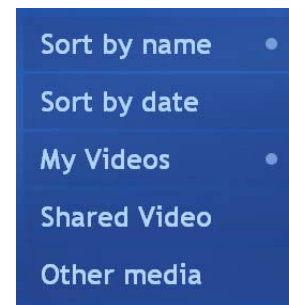 Sort by name
Sort by date
My Videos
Shared Video
Other media